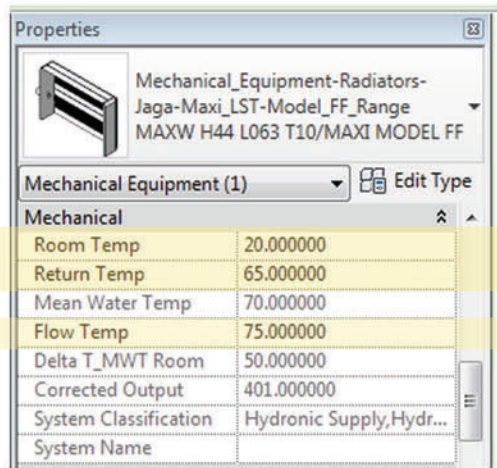 Properties
Mechanical_Equipment-Radiators-
Jaga-Maxi_LST-Model_FF_Range
MAXW H44 L063 T10/MAXI MODEL FF
Mechanical Equipment (1) Edit Type
Mechanical
Room Temp 20.000000
Return Temp 65.000000
Mean Water Temp 70.000000
Flow Temp 75.000000
Delta T_MWT Room 50.000000
Corrected Output 401.000000
System Classification Hydronic Supply,Hydr...
System Name